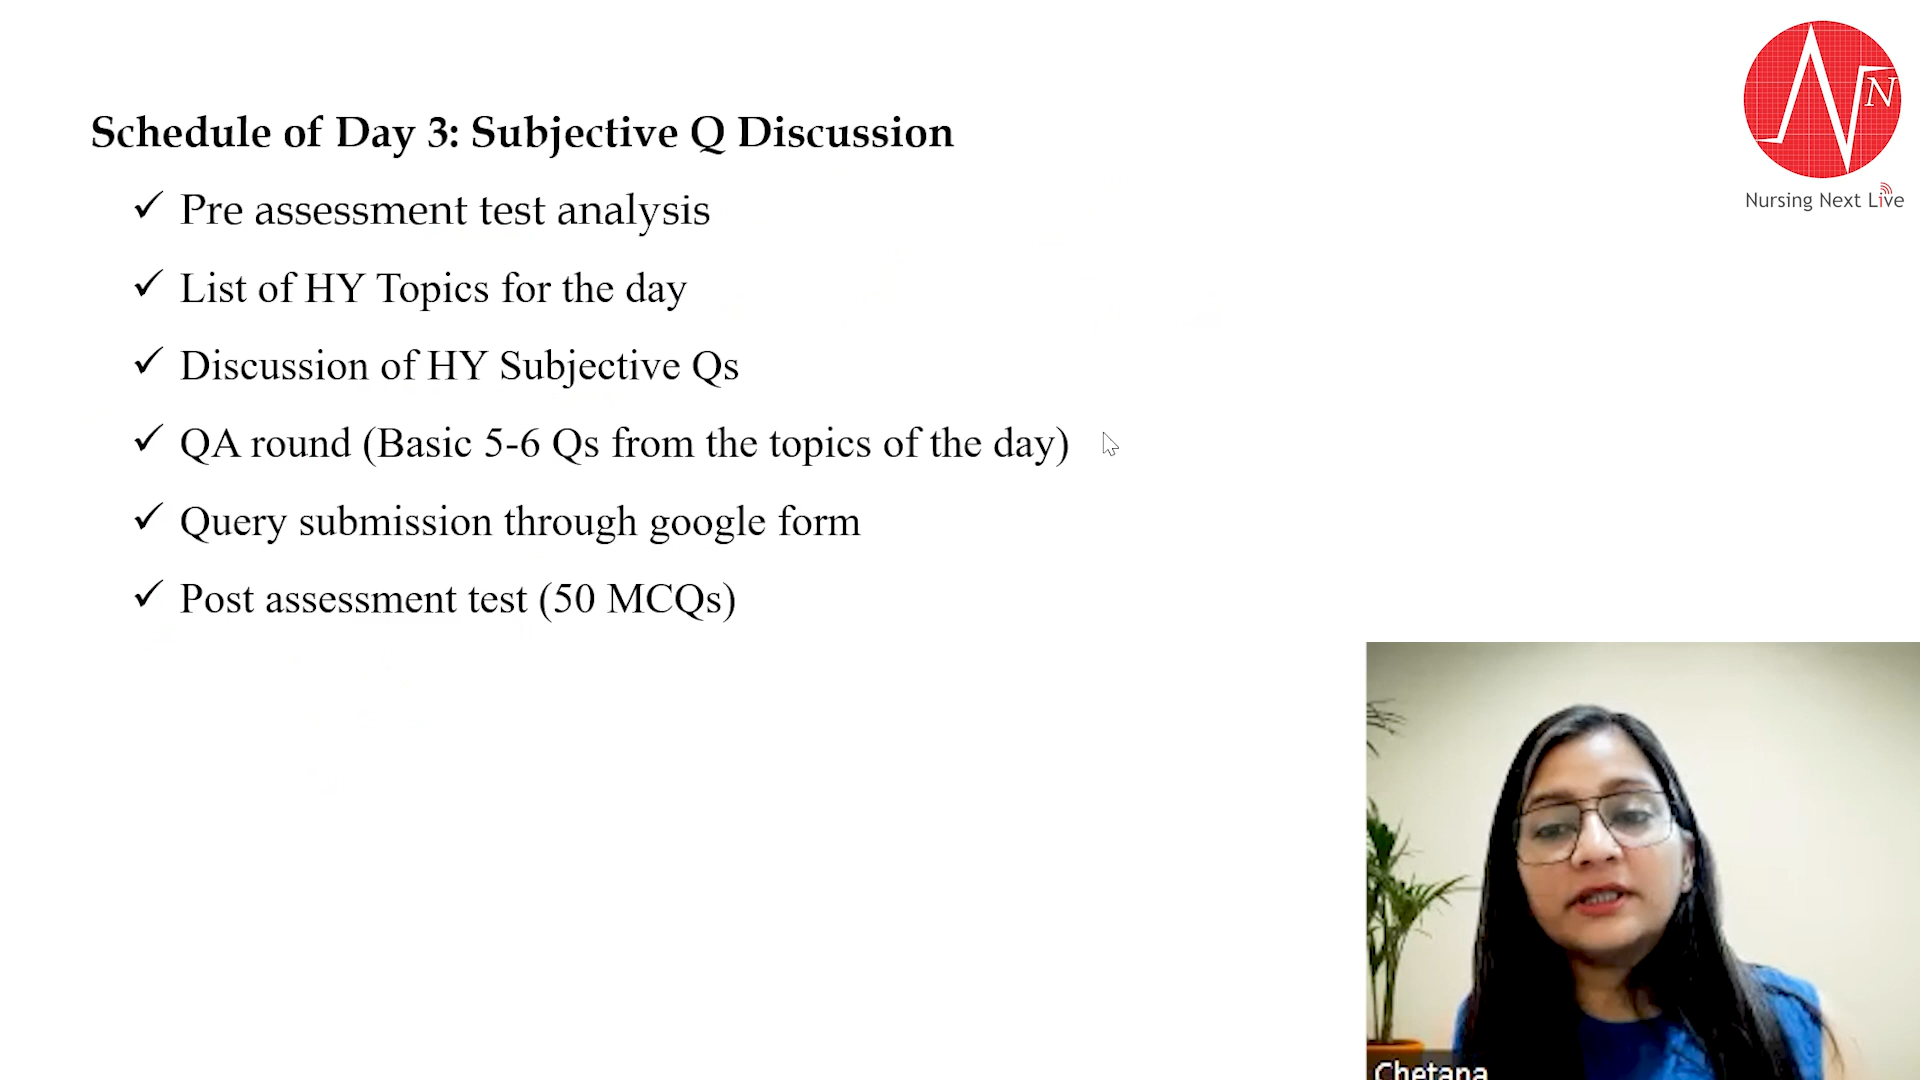 Schedule of Day 3: Subjective Q Discussion
✓ Pre assessment test analysis
✓ List of HY Topics for the day
✓ Discussion of HY Subjective Qs
✓ QA round (Basic 5-6 Qs from the topics of the day)
✓ Query submission through google form
✓ Post assessment test (50 MCQs)
N
Nursing Next Live
Chetana